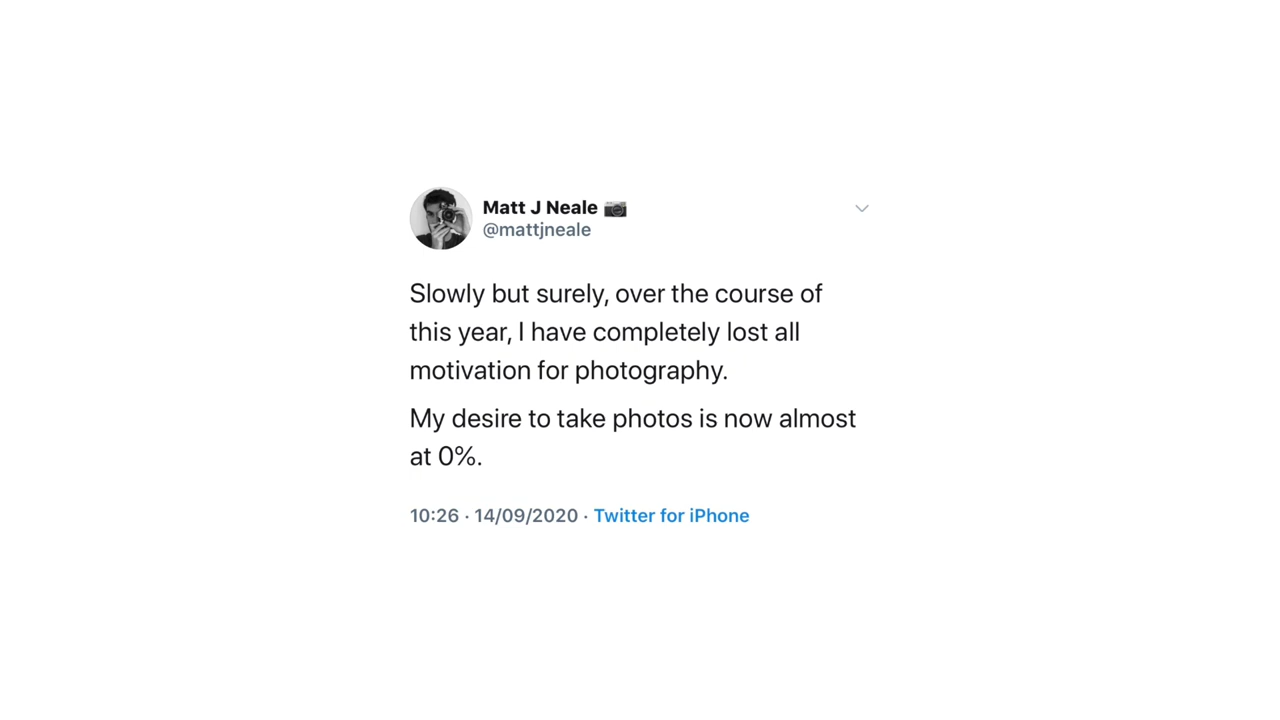 Matt J Neale 📷
@mattjneale
Slowly but surely, over the course of
this year, I have completely lost all
motivation for photography.
My desire to take photos is now almost
at 0%.
10:26 · 14/09/2020 · Twitter for iPhone